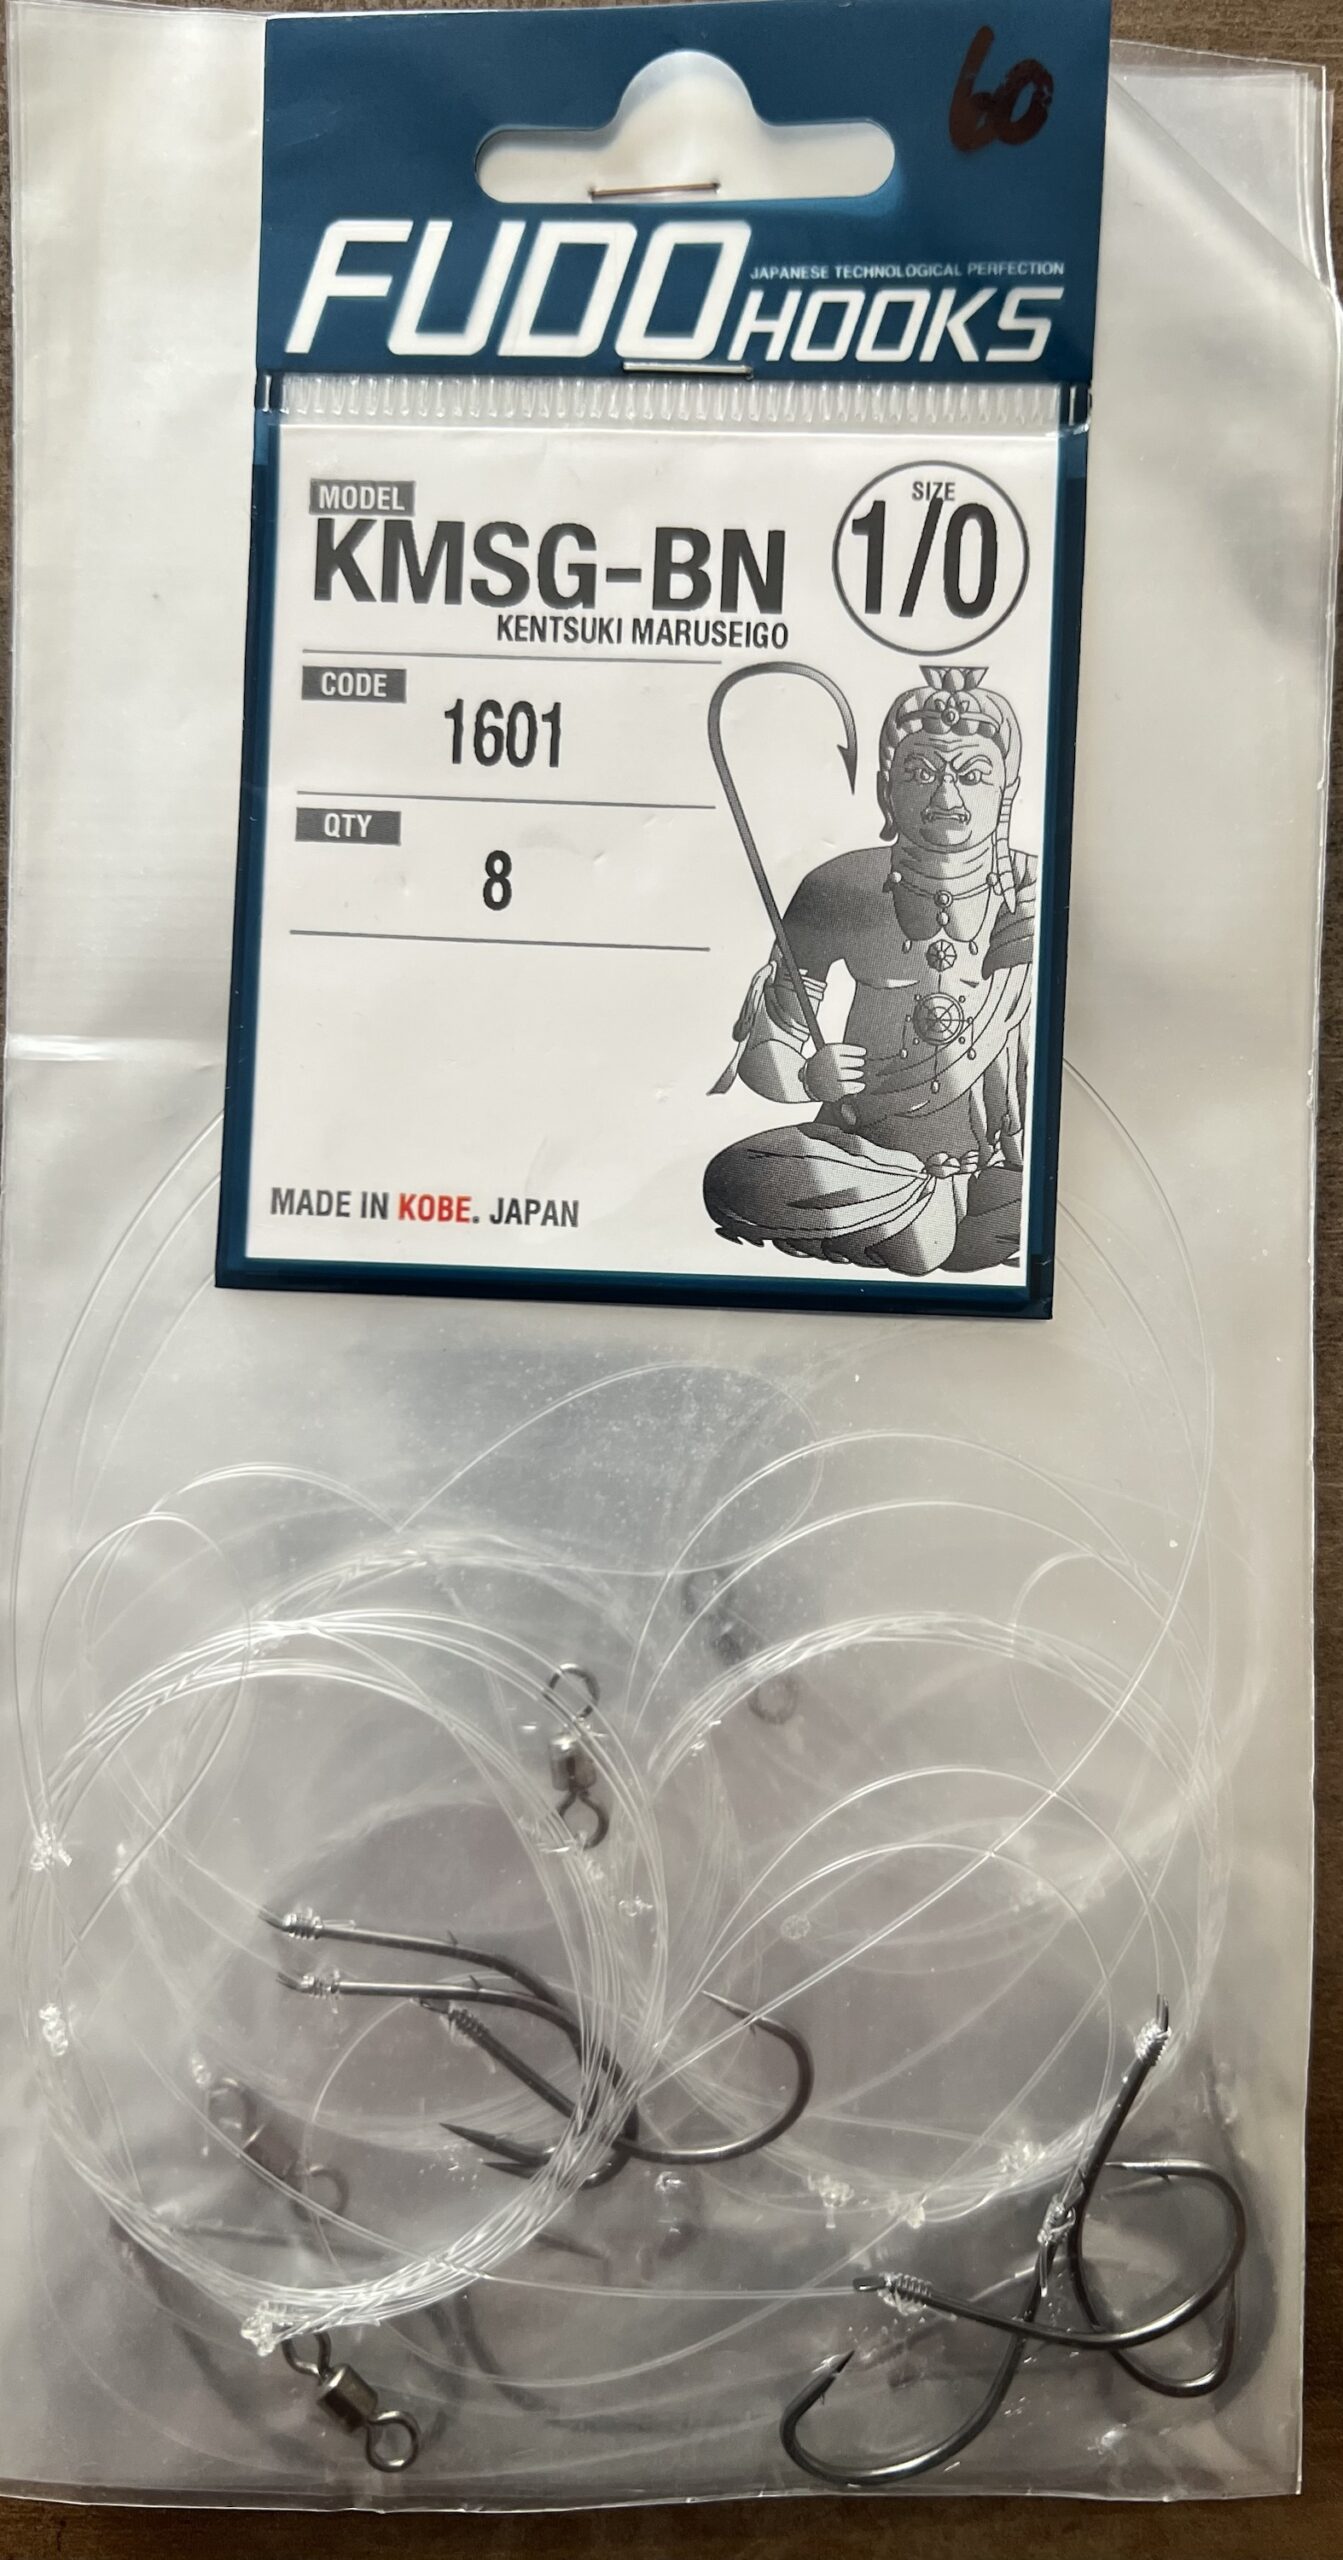 60
FUDO
JAPANESE TECHNOLOGICAL PERFECTION
HOOKS
MODEL
KMSG-BN
KENTSUKI MARUSEIGO
SIZE
1/0
CODE
1601
QTY
8
MADE IN KOBE. JAPAN